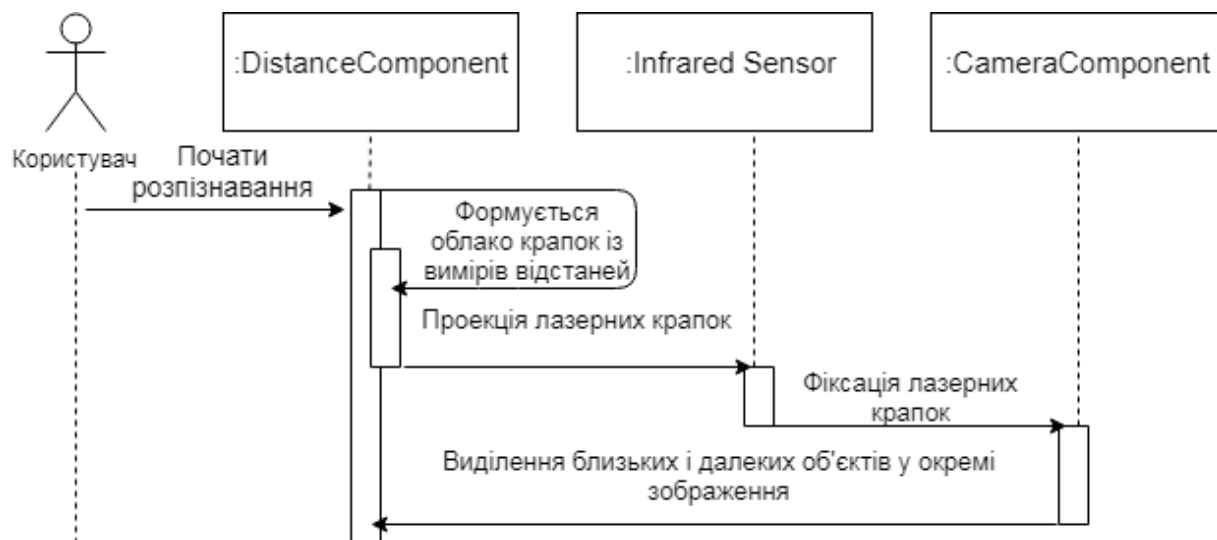 :DistanceComponent
:Infrared Sensor
:CameraComponent
Користувач
Почати
розпізнавання
Формується
облако крапок із
вимірів відстаней
Проекція лазерних крапок
Фіксація лазерних
крапок
Виділення близьких і далеких об'єктів у окремі
зображення